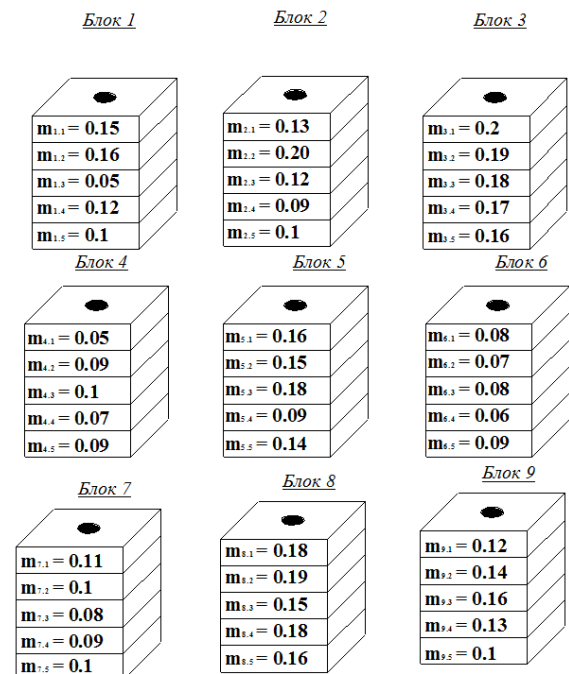 Блок 1
Блок 2
Блок 3
m1.1 = 0.15
m1.2 = 0.16
m1.3 = 0.05
m1.4 = 0.12
m1.5 = 0.1
m2.1 = 0.13
m2.2 = 0.20
m2.3 = 0.12
m2.4 = 0.09
m2.5 = 0.1
m3.1 = 0.2
m3.2 = 0.19
m3.3 = 0.18
m3.4 = 0.17
m3.5 = 0.16
Блок 4
Блок 5
Блок 6
m4.1 = 0.05
m4.2 = 0.09
m4.3 = 0.1
m4.4 = 0.07
m4.5 = 0.09
m5.1 = 0.16
m5.2 = 0.15
m5.3 = 0.18
m5.4 = 0.09
m5.5 = 0.14
m6.1 = 0.08
m6.2 = 0.07
m6.3 = 0.08
m6.4 = 0.06
m6.5 = 0.09
Блок 7
Блок 8
Блок 9
m7.1 = 0.11
m7.2 = 0.1
m7.3 = 0.08
m7.4 = 0.09
m7.5 = 0.1
m8.1 = 0.18
m8.2 = 0.19
m8.3 = 0.15
m8.4 = 0.18
m8.5 = 0.16
m9.1 = 0.12
m9.2 = 0.14
m9.3 = 0.16
m9.4 = 0.13
m9.5 = 0.1